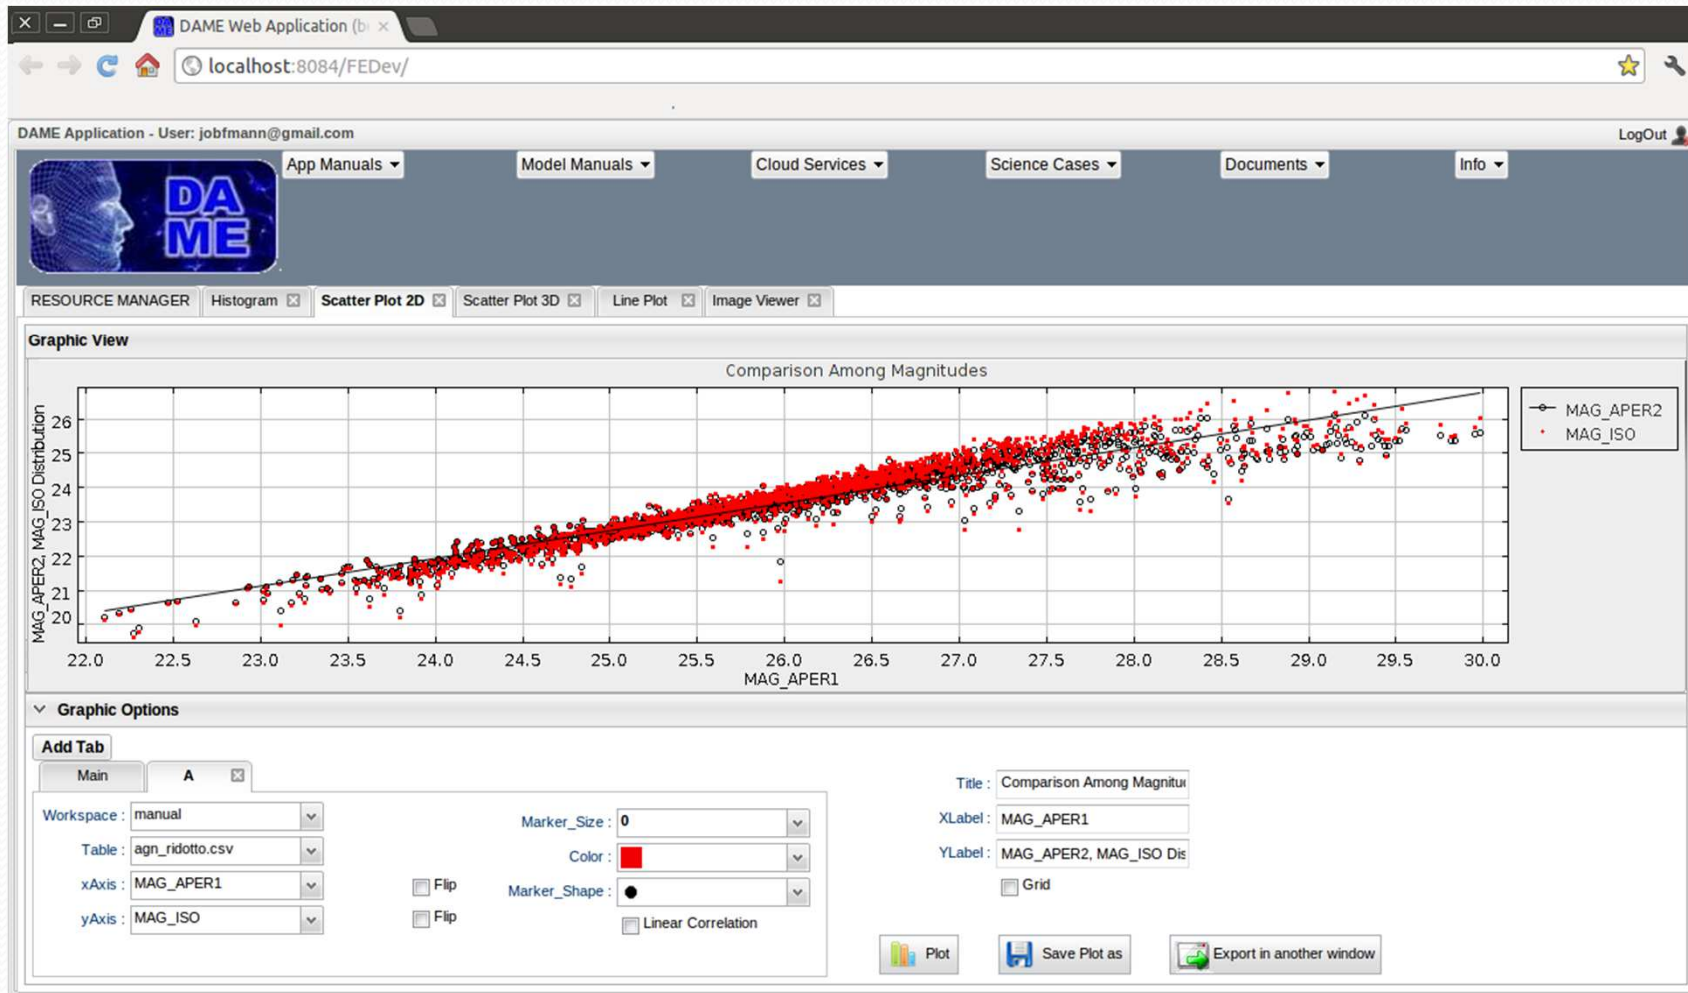 DAME Web Application (b
localhost:8084/FEDev/
DAME Application - User: jobfmann@gmail.com
LogOut
DA
ME
App Manuals
Model Manuals
Cloud Services
Science Cases
Documents
Info
RESOURCE MANAGER
Histogram
Scatter Plot 2D
Scatter Plot 3D
Line Plot
Image Viewer
Graphic View
Comparison Among Magnitudes
MAG_APER2, MAG_ISO Distribution
26
25
24
23
22
21
20
22.0 22.5 23.0 23.5 24.0 24.5 25.0 25.5 26.0 26.5 27.0 27.5 28.0 28.5 29.0 29.5 30.0
MAG_APER1
MAG_APER2
MAG_ISO
Graphic Options
Add Tab
Main
A
Workspace : manual
Table : agn_ridotto.csv
xAxis : MAG_APER1
Flip
yAxis : MAG_ISO
Flip
Marker_Size : 0
Color :
Marker_Shape :
Linear Correlation
Title : Comparison Among Magnitu
XLabel : MAG_APER1
YLabel : MAG_APER2, MAG_ISO Dis
Grid
Plot
Save Plot as
Export in another window